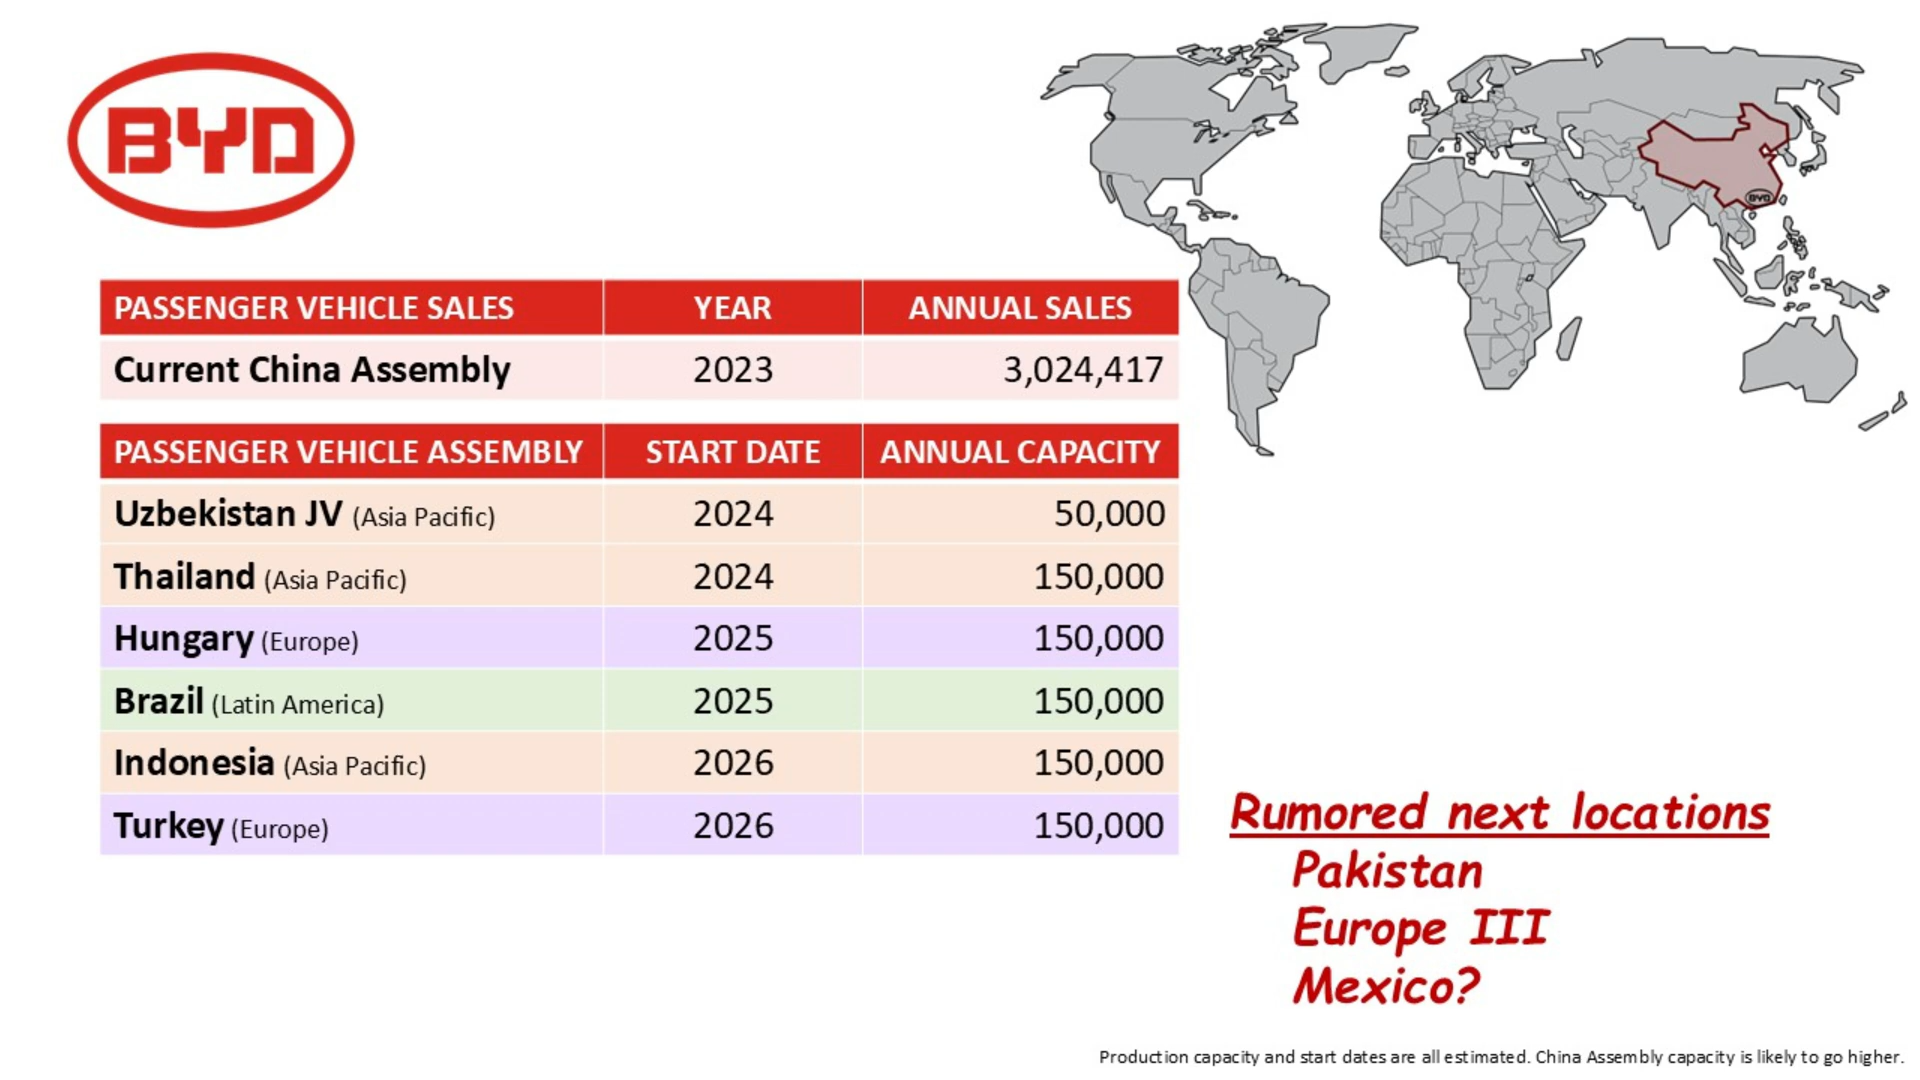 BYD
BYD
PASSENGER VEHICLE SALES YEAR ANNUAL SALES
Current China Assembly 2023 3,024,417
PASSENGER VEHICLE ASSEMBLY START DATE ANNUAL CAPACITY
Uzbekistan JV (Asia Pacific) 2024 50,000
Thailand (Asia Pacific) 2024 150,000
Hungary (Europe) 2025 150,000
Brazil (Latin America) 2025 150,000
Indonesia (Asia Pacific) 2026 150,000
Turkey (Europe) 2026 150,000
Rumored next locations
Pakistan
Europe III
Mexico?
Production capacity and start dates are all estimated. China Assembly capacity is likely to go higher.